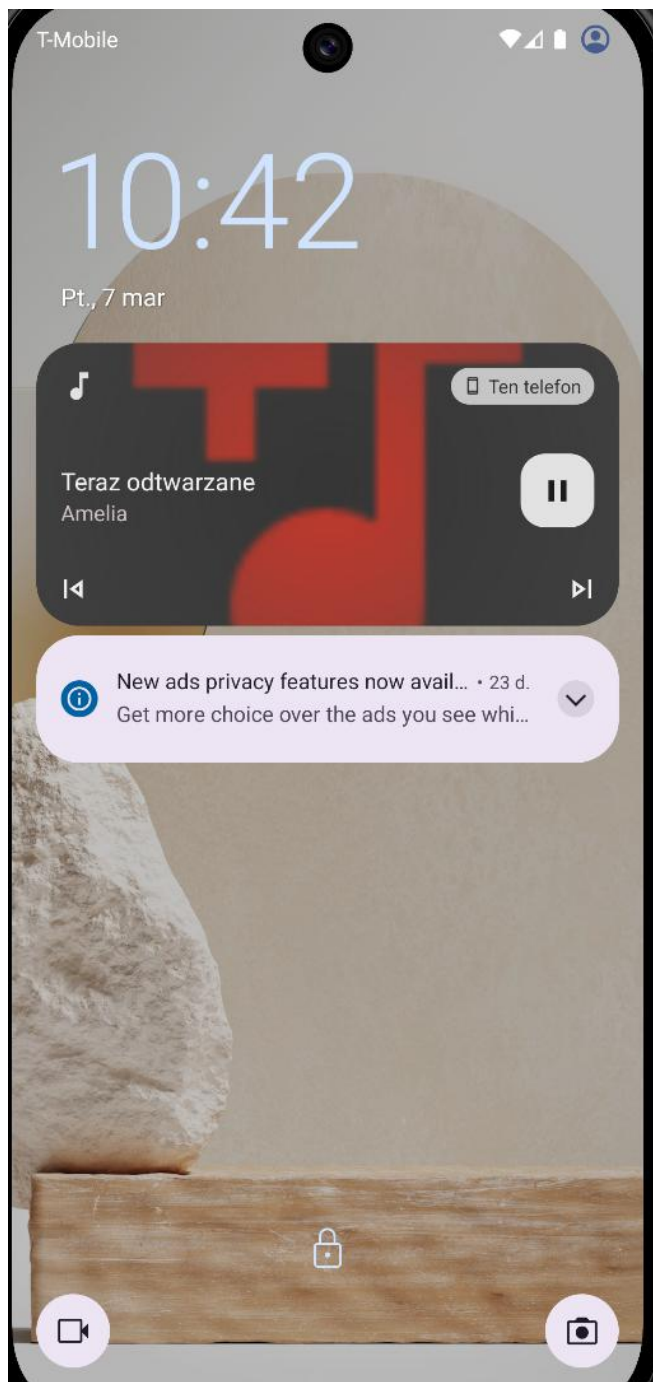 T-Mobile
10:42
Pt., 7 mar
Ten telefon
Teraz odtwarzane
Amelia
New ads privacy features now avail... • 23 d.
Get more choice over the ads you see whi...